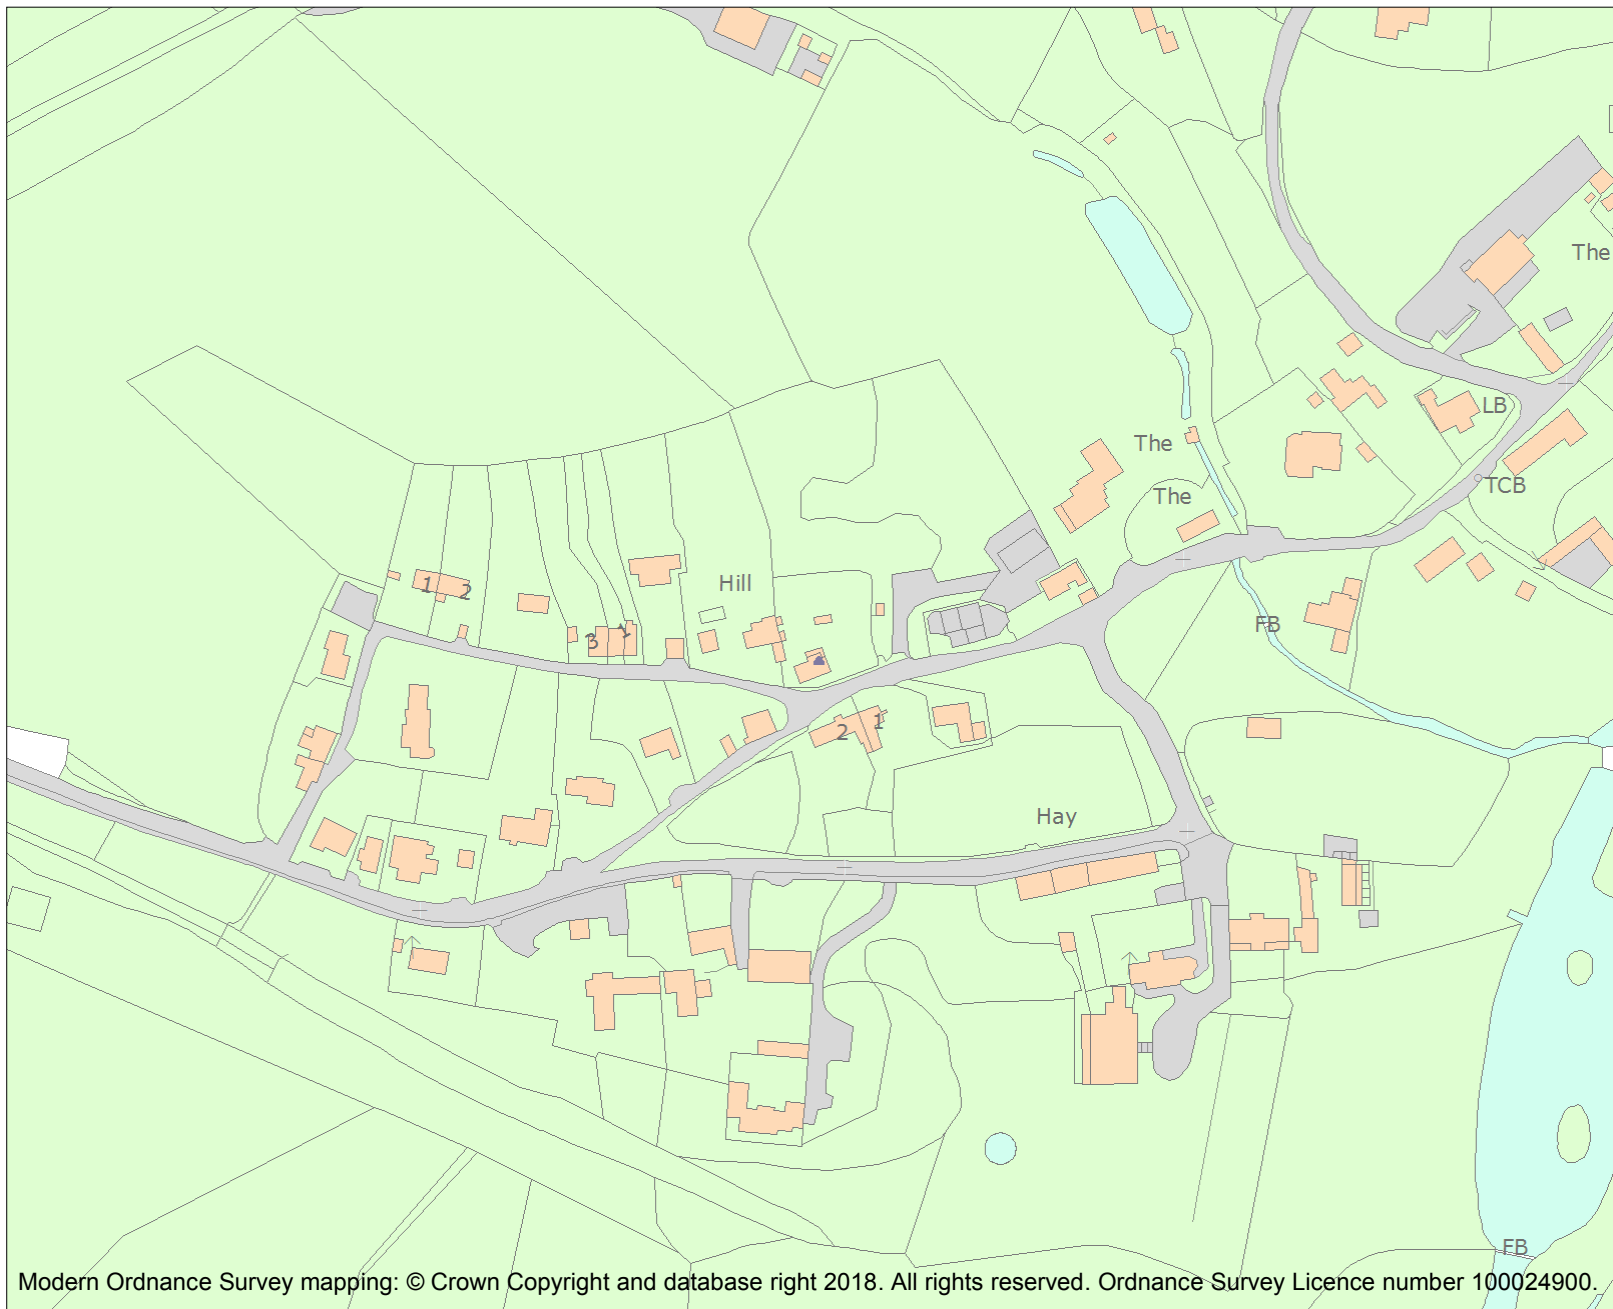 The
LB
The
TCB
The
1
2
Hill
3
1
FB
2
1
Hay
FB
Modern Ordnance Survey mapping: © Crown Copyright and database right 2018. All rights reserved. Ordnance Survey Licence number 100024900.